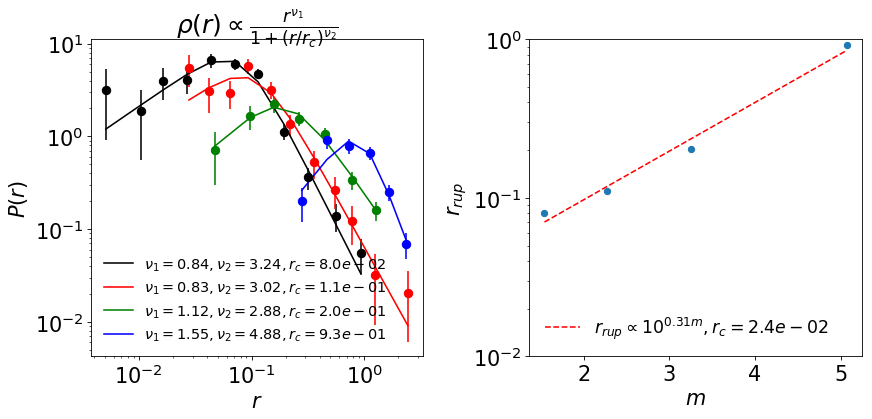 ρ(r) ∝ r^ν₁ / 1 + (r/r_c)^ν₂
10¹
10⁰
10⁻¹
10⁻²
P(r)
ν₁ = 0.84, ν₂ = 3.24, r_c = 8.0e − 02
ν₁ = 0.83, ν₂ = 3.02, r_c = 1.1e − 01
ν₁ = 1.12, ν₂ = 2.88, r_c = 2.0e − 01
ν₁ = 1.55, ν₂ = 4.88, r_c = 9.3e − 01
10⁻² 10⁻¹ 10⁰
r
10⁰
10⁻¹
10⁻²
r_rup
r_rup ∝ 10^0.31m, r_c = 2.4e − 02
2 3 4 5
m